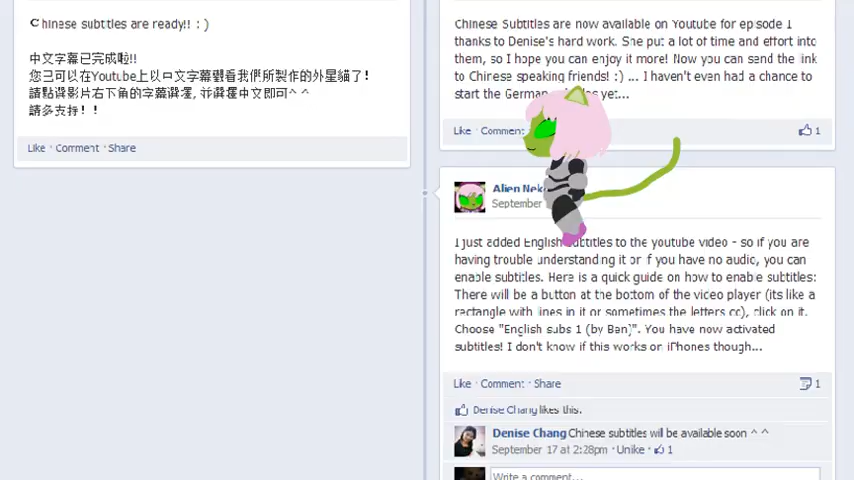 Chinese subtitles are ready!! :)
中文字幕已完成啦!!
您已可以在Youtube上以中文字幕觀看我們所製作的外星貓了!
請點選影片右下角的字幕選擇, 並選擇中文即可^ ^
請多支持! !
Like · Comment · Share
Chinese Subtitles are now available on Youtube for episode 1
thanks to Denise's hard work. She put a lot of time and effort into
them, so I hope you can enjoy it more! Now you can send the link
to Chinese speaking friends! :) ... I haven't even had a chance to
start the German yet...
Like · Comment
1
Alien Neko
September
I just added English subtitles to the youtube video - so if you are
having trouble understanding it or if you have no audio, you can
enable subtitles. Here is a quick guide on how to enable subtitles:
There will be a button at the bottom of the video player (its like a
rectangle with lines in it or sometimes the letters cc), click on it.
Choose "English subs 1 (by Ben)". You have now activated
subtitles! I don't know if this works on iPhones though...
Like · Comment · Share
1
Denise Chang likes this.
Denise Chang Chinese subtitles will be available soon ^ ^
September 17 at 2:28pm · Unlike · 1
Write a comment...